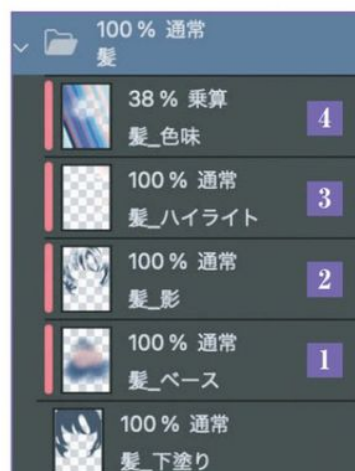 100 % 通常
髪
38 % 乗算
髪_色味
4
100 % 通常
髪_ハイライト
3
100 % 通常
髪_影
2
100 % 通常
髪_ベース
1
100 % 通常
髪_下塗り